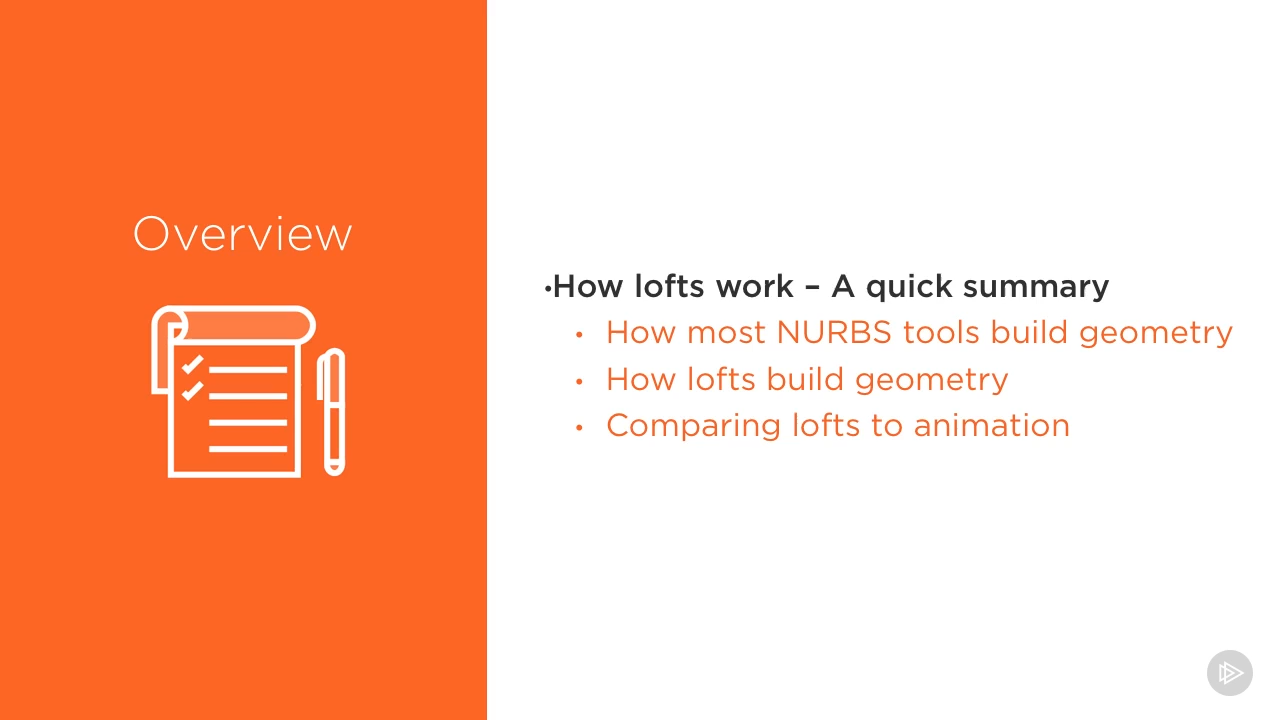 Overview
•How lofts work – A quick summary
• How most NURBS tools build geometry
• How lofts build geometry
• Comparing lofts to animation